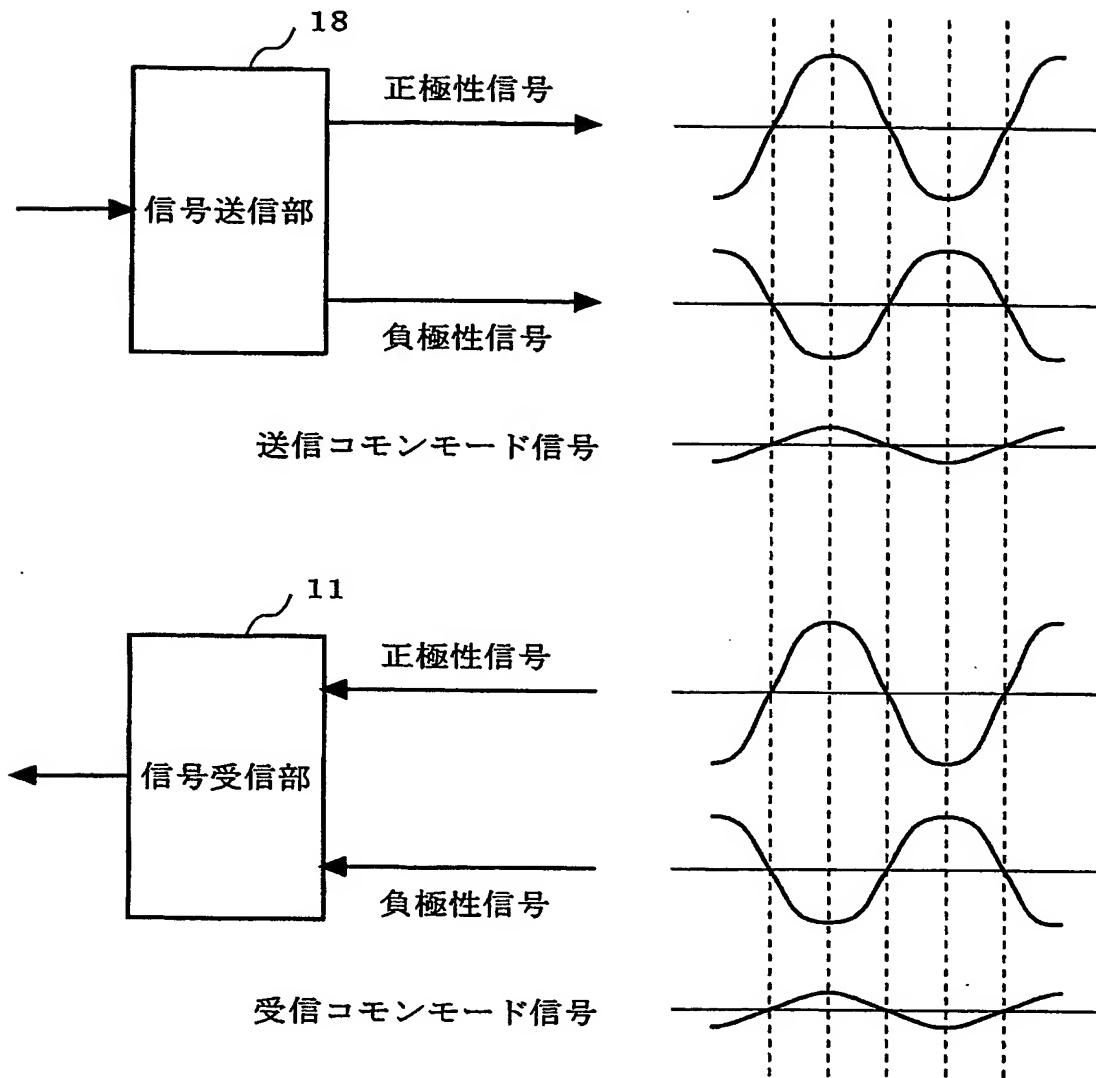 18
正極性信号
信号送信部
負極性信号
送信コモンモード信号
11
正極性信号
信号受信部
負極性信号
受信コモンモード信号